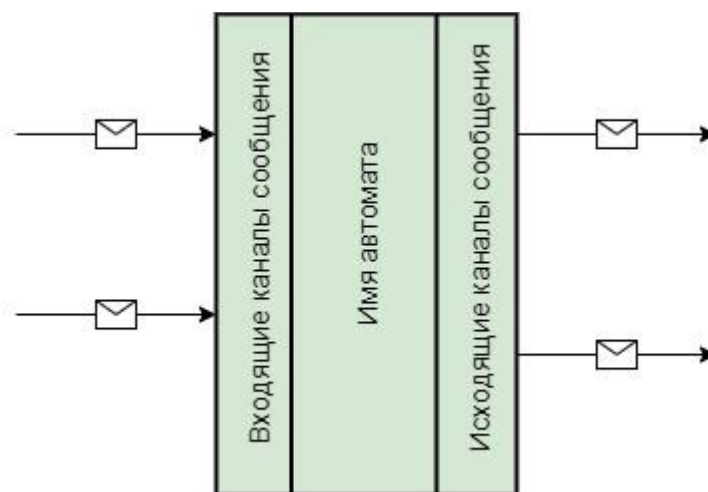 Входящие каналы сообщения
Имя автомата
Исходящие каналы сообщения